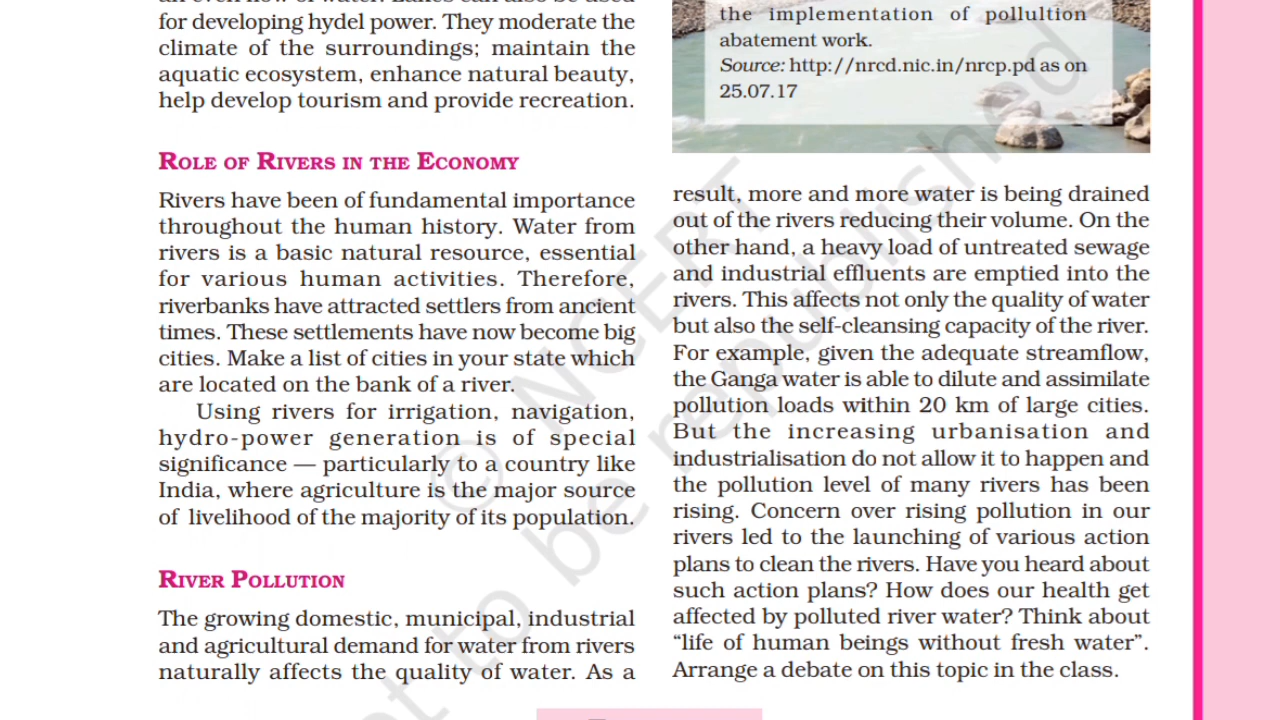 for developing hydel power. They moderate the
climate of the surroundings; maintain the
aquatic ecosystem, enhance natural beauty,
help develop tourism and provide recreation.
ROLE OF RIVERS IN THE ECONOMY
Rivers have been of fundamental importance
throughout the human history. Water from
rivers is a basic natural resource, essential
for various human activities. Therefore,
riverbanks have attracted settlers from ancient
times. These settlements have now become big
cities. Make a list of cities in your state which
are located on the bank of a river.
Using rivers for irrigation, navigation,
hydro-power generation is of special
significance — particularly to a country like
India, where agriculture is the major source
of livelihood of the majority of its population.
RIVER POLLUTION
The growing domestic, municipal, industrial
and agricultural demand for water from rivers
naturally affects the quality of water. As a
the implementation of pollultion
abatement work.
Source: http://nrcd.nic.in/nrcp.pd as on
25.07.17
result, more and more water is being drained
out of the rivers reducing their volume. On the
other hand, a heavy load of untreated sewage
and industrial effluents are emptied into the
rivers. This affects not only the quality of water
but also the self-cleansing capacity of the river.
For example, given the adequate streamflow,
the Ganga water is able to dilute and assimilate
pollution loads within 20 km of large cities.
But the increasing urbanisation and
industrialisation do not allow it to happen and
the pollution level of many rivers has been
rising. Concern over rising pollution in our
rivers led to the launching of various action
plans to clean the rivers. Have you heard about
such action plans? How does our health get
affected by polluted river water? Think about
“life of human beings without fresh water”.
Arrange a debate on this topic in the class.
© NCERT
to be republished